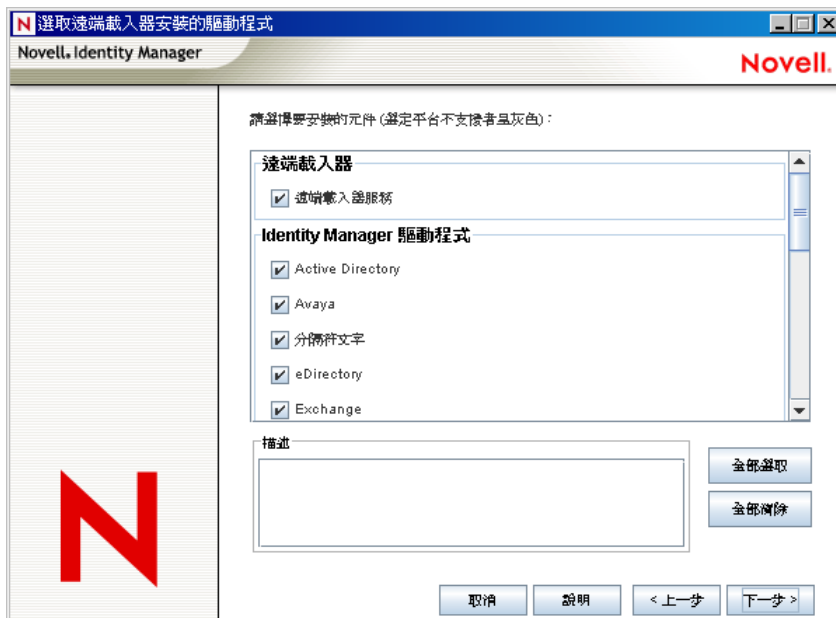 N 選取遠端載入器安裝的驅動程式
Novell® Identity Manager
Novell®
請選擇要安裝的元件 (選定平台不支援者呈灰色)：
遠端載入器
遠端載入器服務
Identity Manager 驅動程式
Active Directory
Avaya
分隔符文字
eDirectory
Exchange
描述
全部選取
全部清除
N
取消
說明
< 上一步
下一步 >